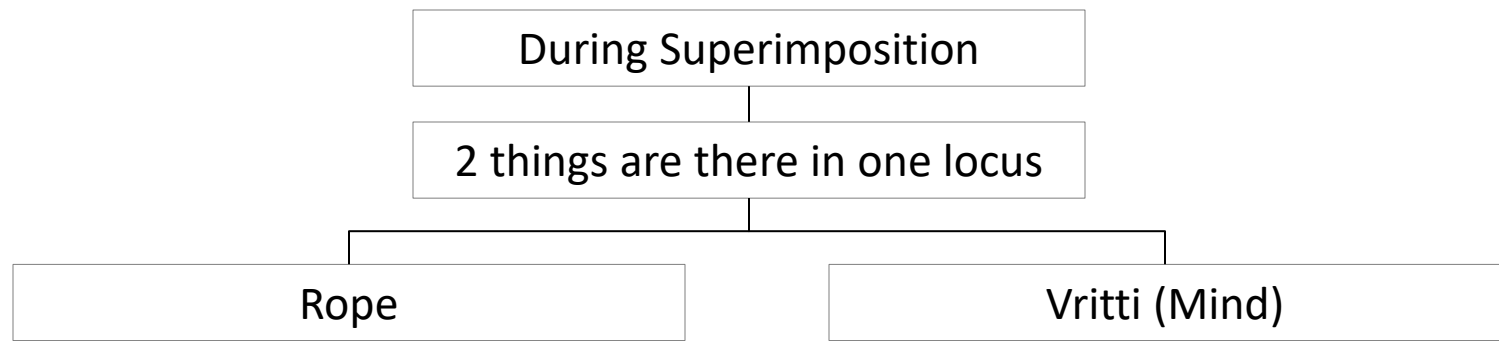 During Superimposition
2 things are there in one locus
Rope
Vritti (Mind)